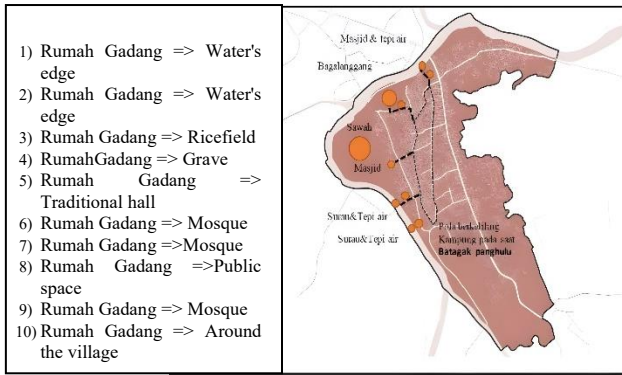 1) Rumah Gadang => Water's
edge
2) Rumah Gadang => Water's
edge
3) Rumah Gadang => Ricefield
4) RumahGadang => Grave
5) Rumah Gadang =>
Traditional hall
6) Rumah Gadang => Mosque
7) Rumah Gadang =>Mosque
8) Rumah Gadang =>Public
space
9) Rumah Gadang => Mosque
10) Rumah Gadang => Around
the village
Masjid & tepi air
Bagalanggang
Sawah
Masjid
Surau&Tepi air
Surau&Tepi air
Pola berkeliling
Kampung pada saat
Batagak panghulu